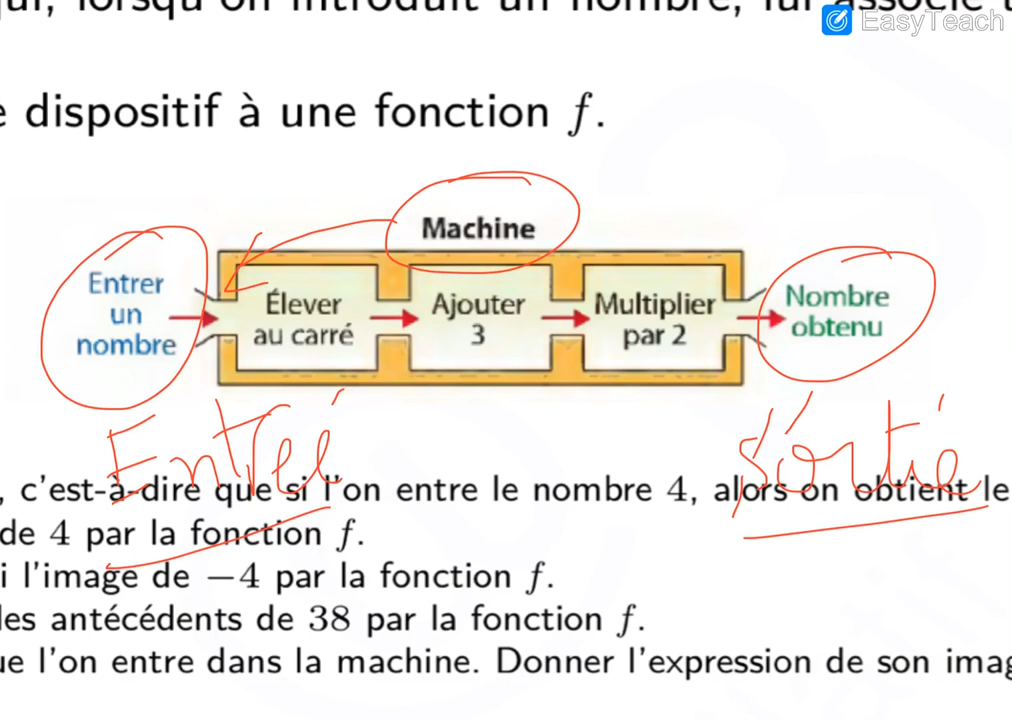 EasyTeach
dispositif à une fonction f.
Machine
Entrer
un
nombre
Élever
au carré
Ajouter
3
Multiplier
par 2
Nombre
obtenu
Entrée
sortie
, c'est-à-dire que si l'on entre le nombre 4, alors on obtient le
de 4 par la fonction f.
i l'image de −4 par la fonction f.
les antécédents de 38 par la fonction f.
ue l'on entre dans la machine. Donner l'expression de son imag